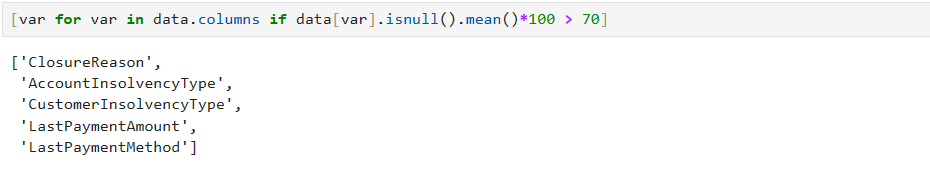 [var for var in data.columns if data[var].isnull().mean()*100 > 70]
['ClosureReason',
 'AccountInsolvencyType',
 'CustomerInsolvencyType',
 'LastPaymentAmount',
 'LastPaymentMethod']